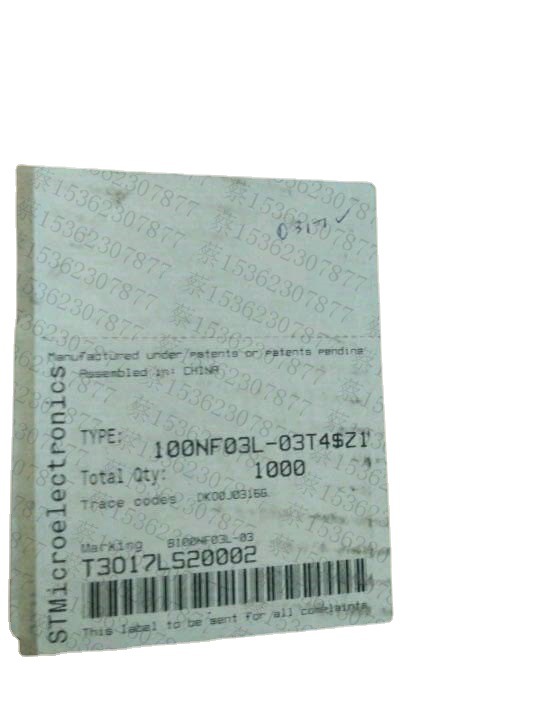 蔡15362307877
Manufactured under patents or patents pending
Assembled in: CHINA
TYPE: 100NF03L-03T4$Z1
Total Qty: 1000
Trace codes
Marking B100NF03L-03
T3017LS20002
This label to be sent for all complaints
STMicroelectronics